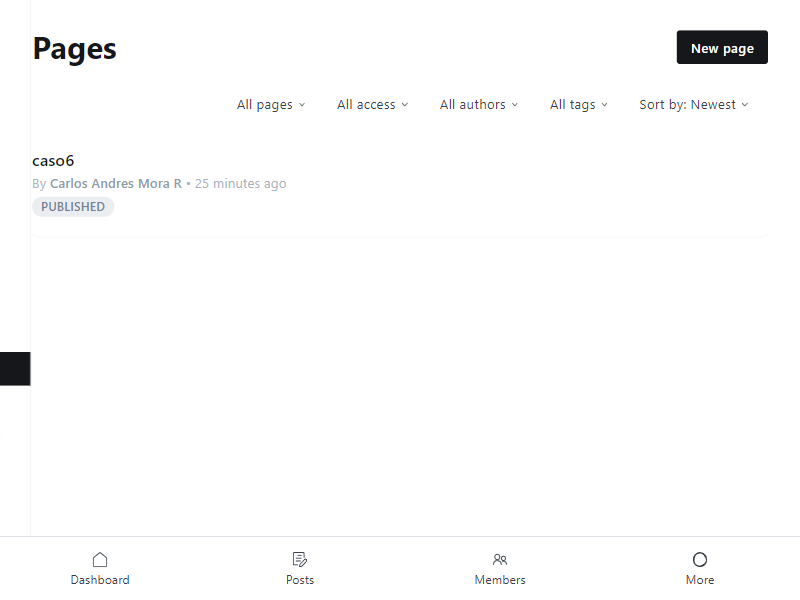 Pages
New page
All pages
All access
All authors
All tags
Sort by: Newest
caso6
By Carlos Andres Mora R • 25 minutes ago
PUBLISHED
Dashboard
Posts
Members
More